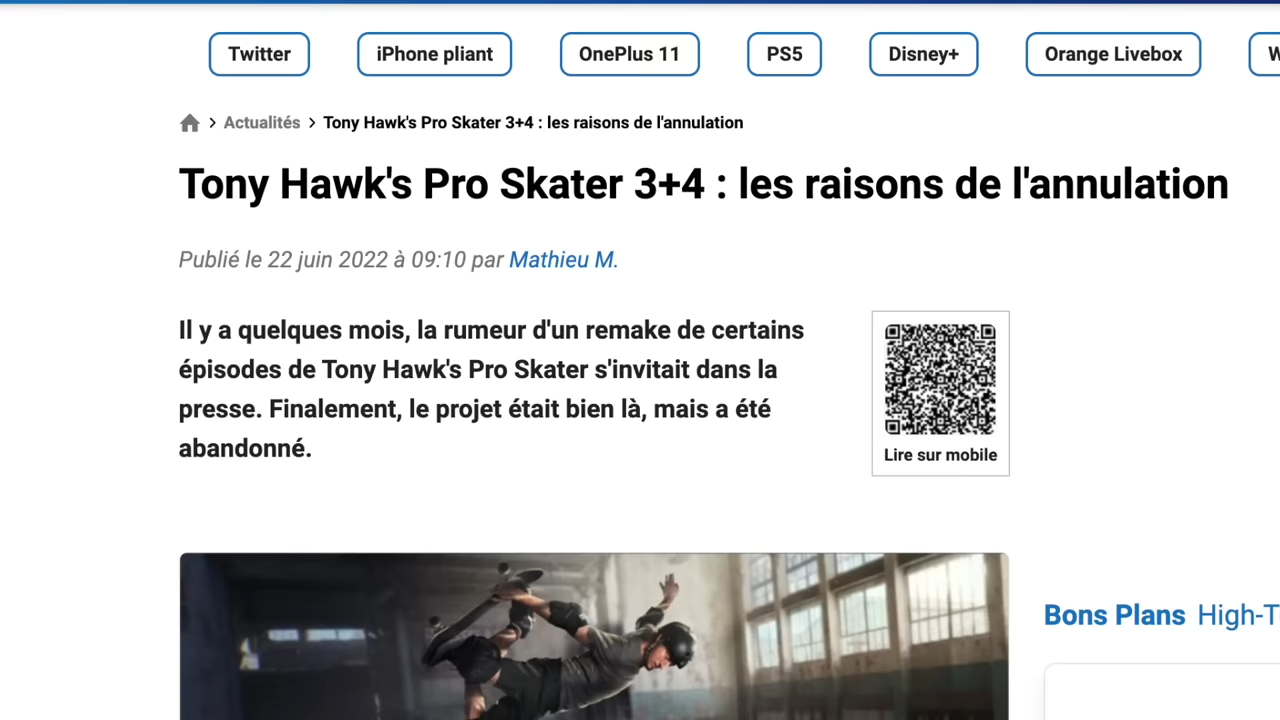 Twitter
iPhone pliant
OnePlus 11
PS5
Disney+
Orange Livebox
Actualités > Tony Hawk's Pro Skater 3+4 : les raisons de l'annulation
Tony Hawk's Pro Skater 3+4 : les raisons de l'annulation
Publié le 22 juin 2022 à 09:10 par Mathieu M.
Il y a quelques mois, la rumeur d'un remake de certains
épisodes de Tony Hawk's Pro Skater s'invitait dans la
presse. Finalement, le projet était bien là, mais a été
abandonné.
Lire sur mobile
Bons Plans